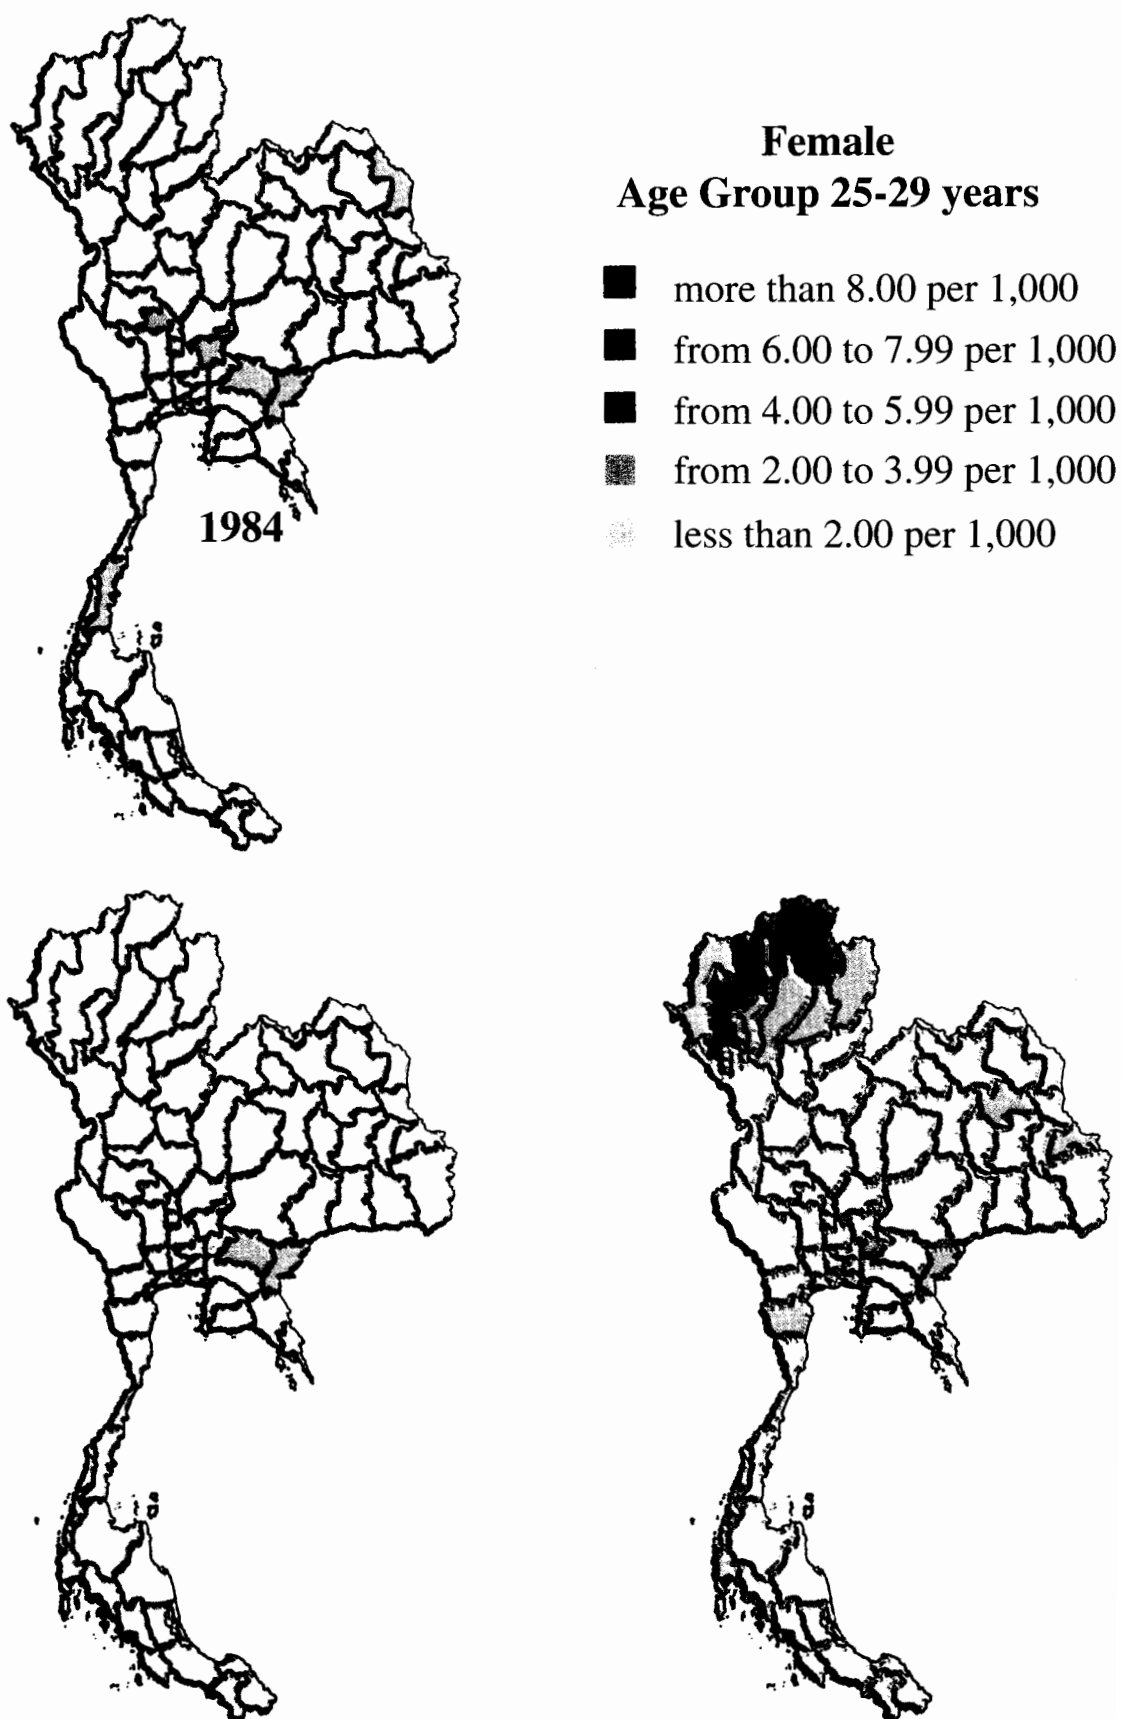 Female
Age Group 25-29 years
more than 8.00 per 1,000
from 6.00 to 7.99 per 1,000
from 4.00 to 5.99 per 1,000
from 2.00 to 3.99 per 1,000
less than 2.00 per 1,000
1984